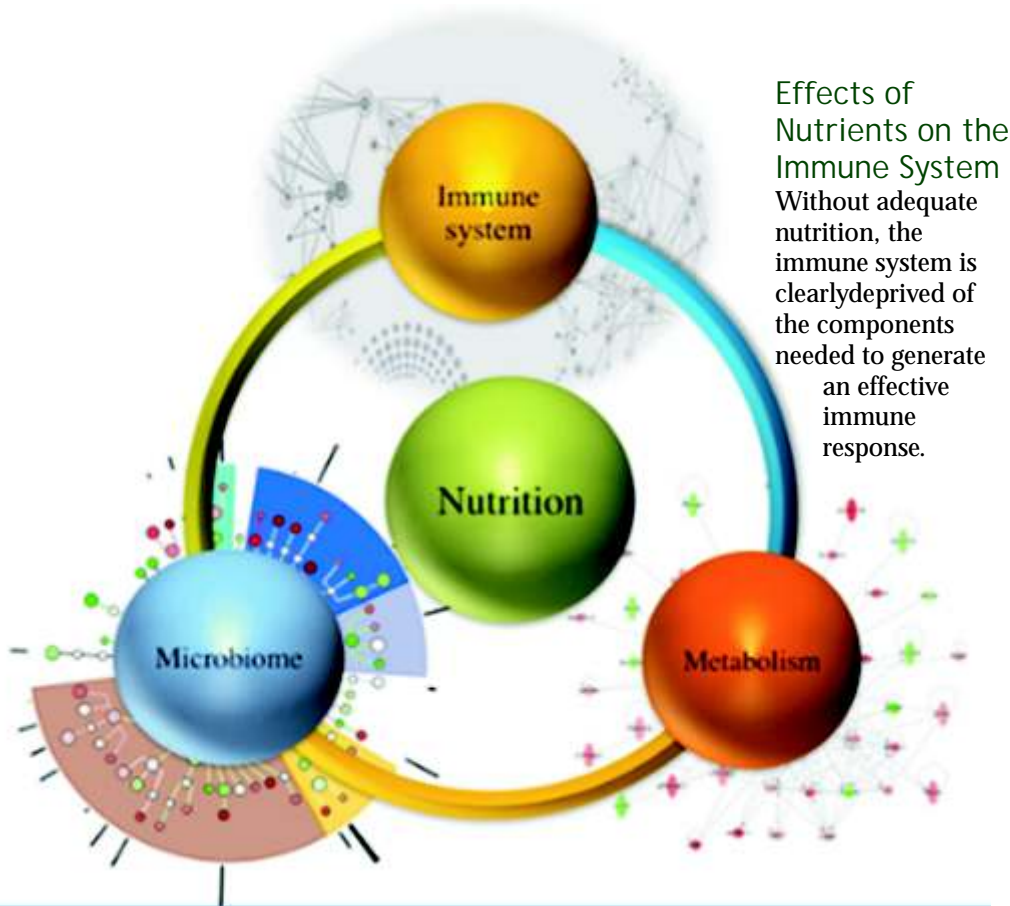 Effects of
Nutrients on the
Immune System
Without adequate
nutrition, the
immune system is
clearlydeprived of
the components
needed to generate
an effective
immune
response.
Immune
system
Nutrition
Microbiome
Metabolism